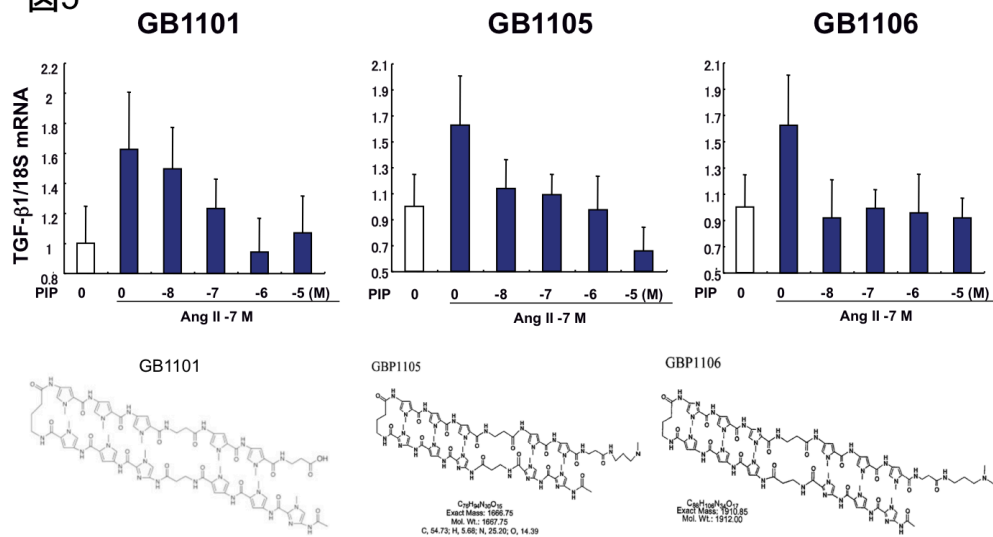 図5
GB1101
GB1105
GB1106
TGF-β1/18S mRNA
2.2
2
1.8
1.6
1.4
1.2
1
0.8
2.1
1.9
1.7
1.5
1.3
1.1
0.9
0.7
0.5
2.1
1.9
1.7
1.5
1.3
1.1
0.9
0.7
0.5
PIP 0 0 -8 -7 -6 -5 (M)
Ang II -7 M
PIP 0 0 -8 -7 -6 -5 (M)
Ang II -7 M
PIP 0 0 -8 -7 -6 -5 (M)
Ang II -7 M
GB1101
GBP1105
GBP1106
Exact Mass: 1666.75
Mol. Wt.: 1667.75
C, 54.73; H, 5.68; N, 25.20; O, 14.39
Exact Mass: 1910.85
Mol. Wt.: 1912.00